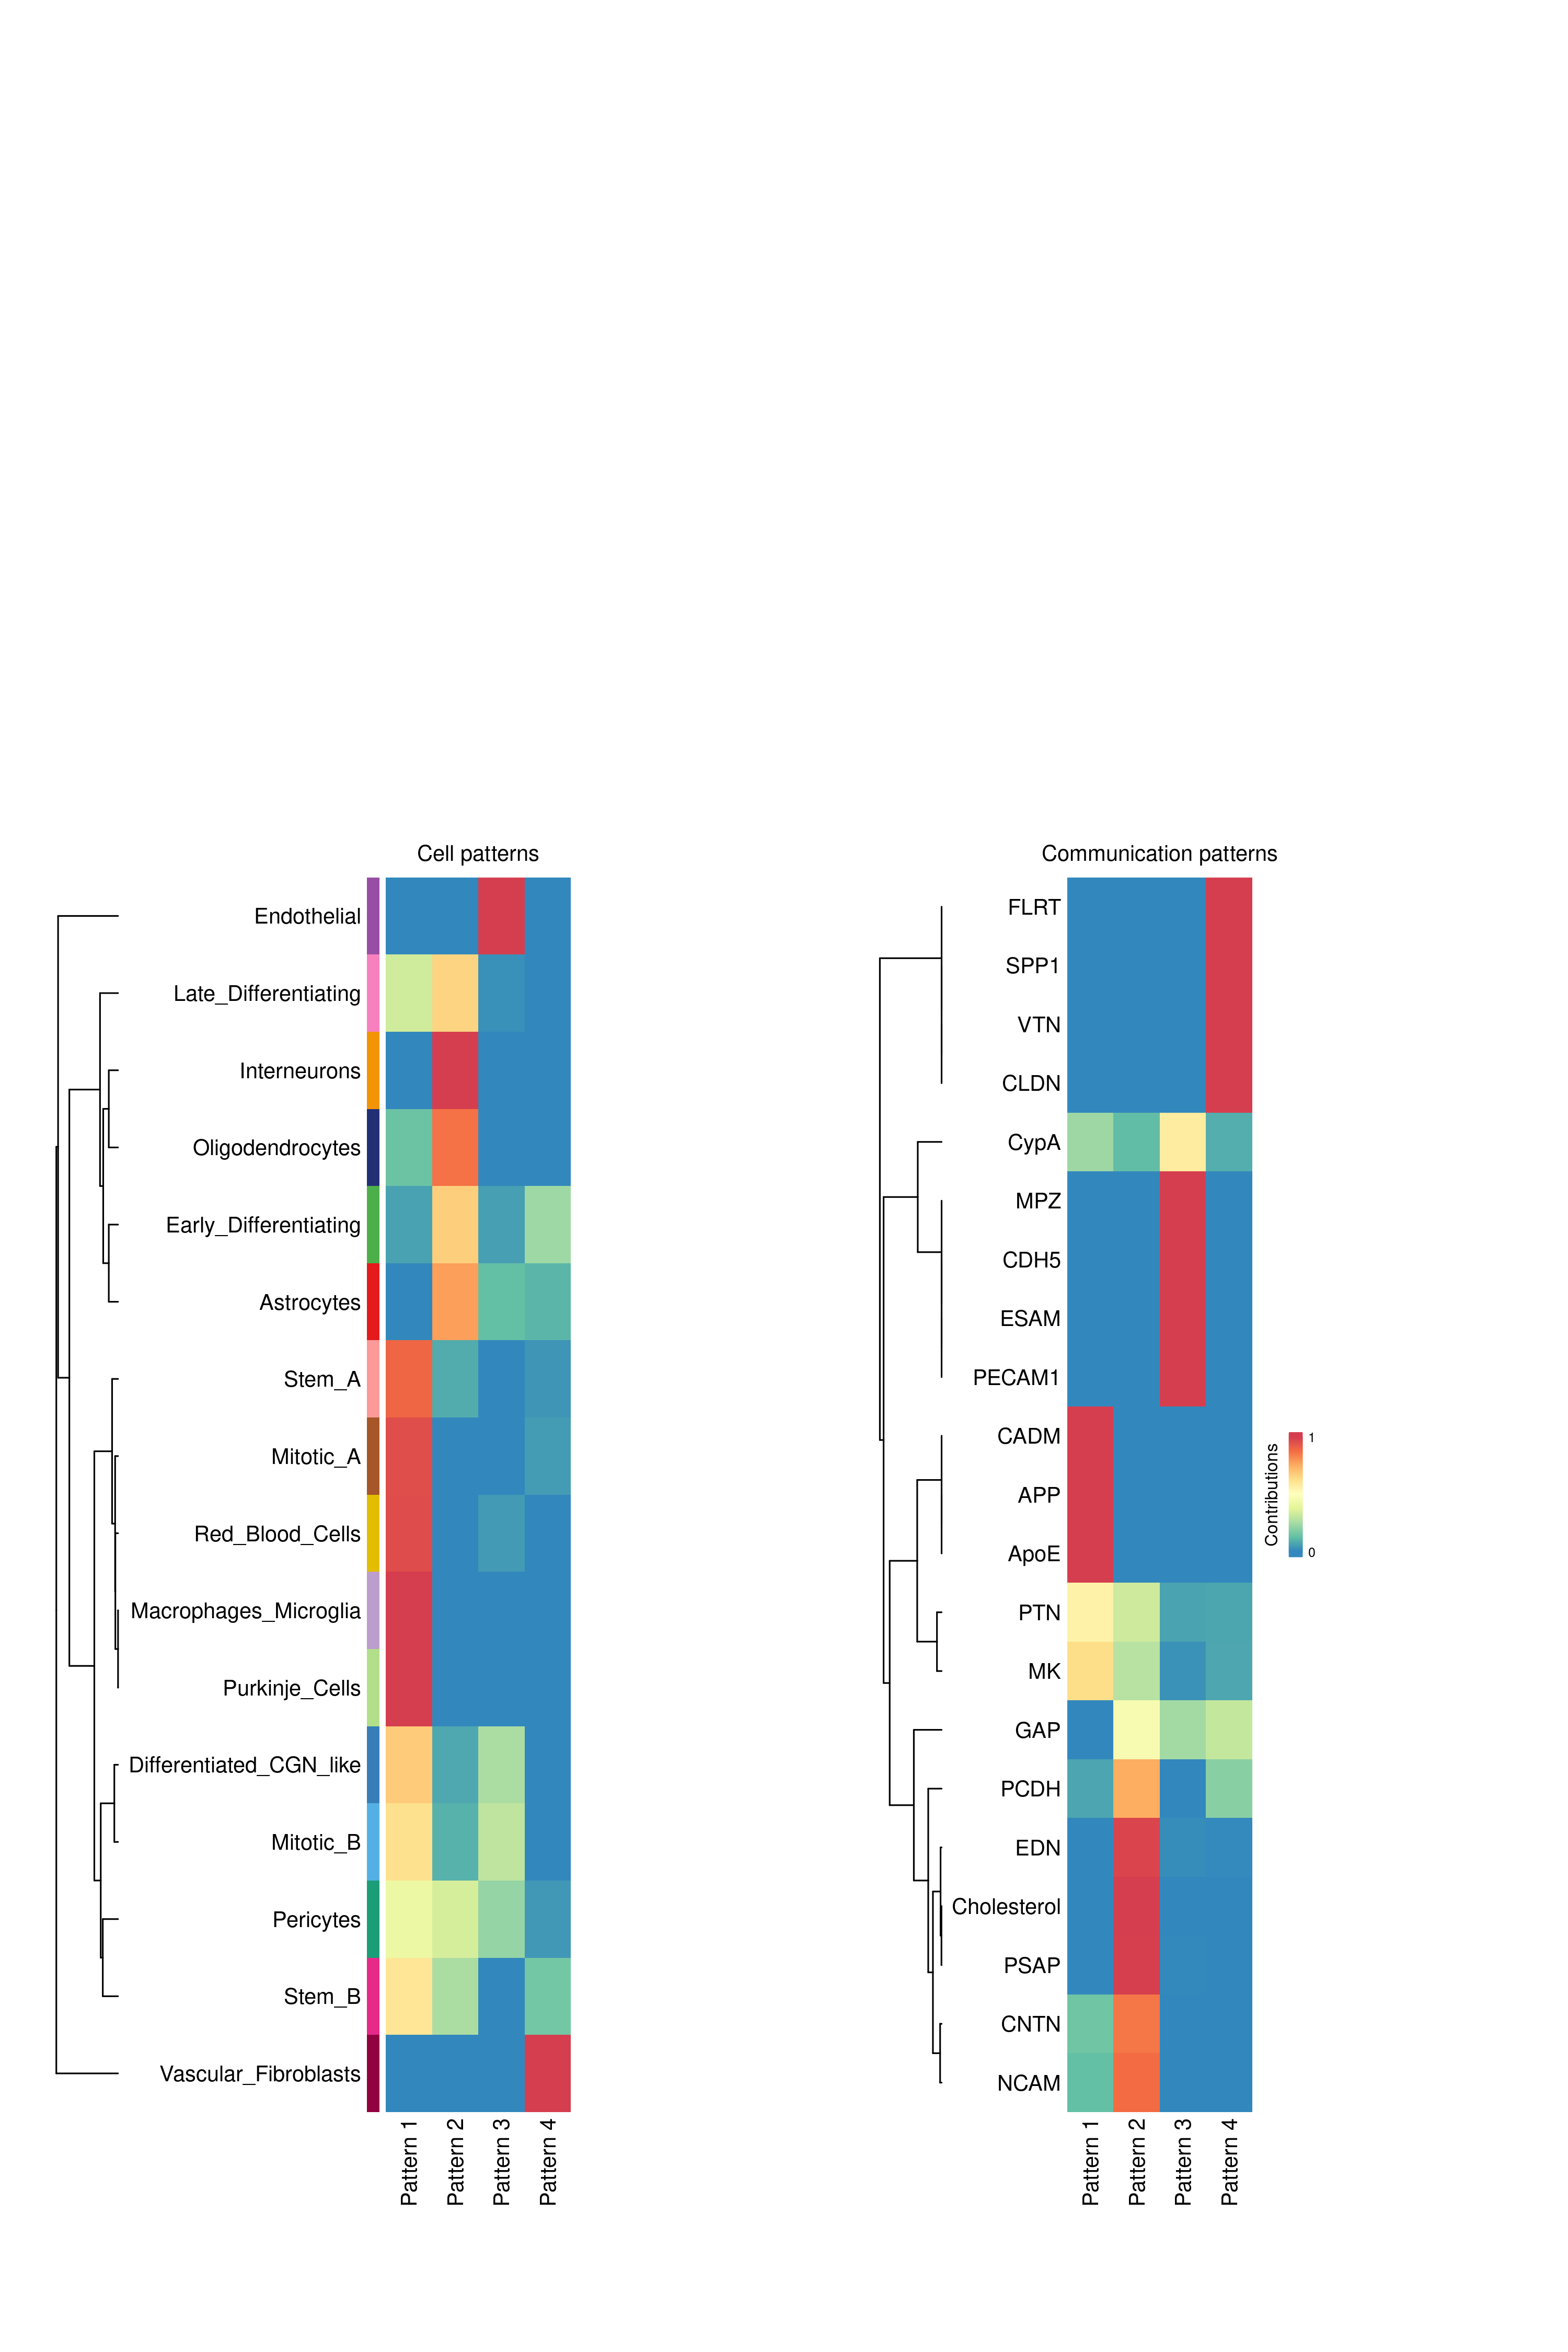 Cell patterns
Endothelial
Late_Differentiating
Interneurons
Oligodendrocytes
Early_Differentiating
Astrocytes
Stem_A
Mitotic_A
Red_Blood_Cells
Macrophages_Microglia
Purkinje_Cells
Differentiated_CGN_like
Mitotic_B
Pericytes
Stem_B
Vascular_Fibroblasts
Pattern 1
Pattern 2
Pattern 3
Pattern 4
Communication patterns
FLRT
SPP1
VTN
CLDN
CypA
MPZ
CDH5
ESAM
PECAM1
CADM
APP
ApoE
PTN
MK
GAP
PCDH
EDN
Cholesterol
PSAP
CNTN
NCAM
Pattern 1
Pattern 2
Pattern 3
Pattern 4
Contributions
1
0